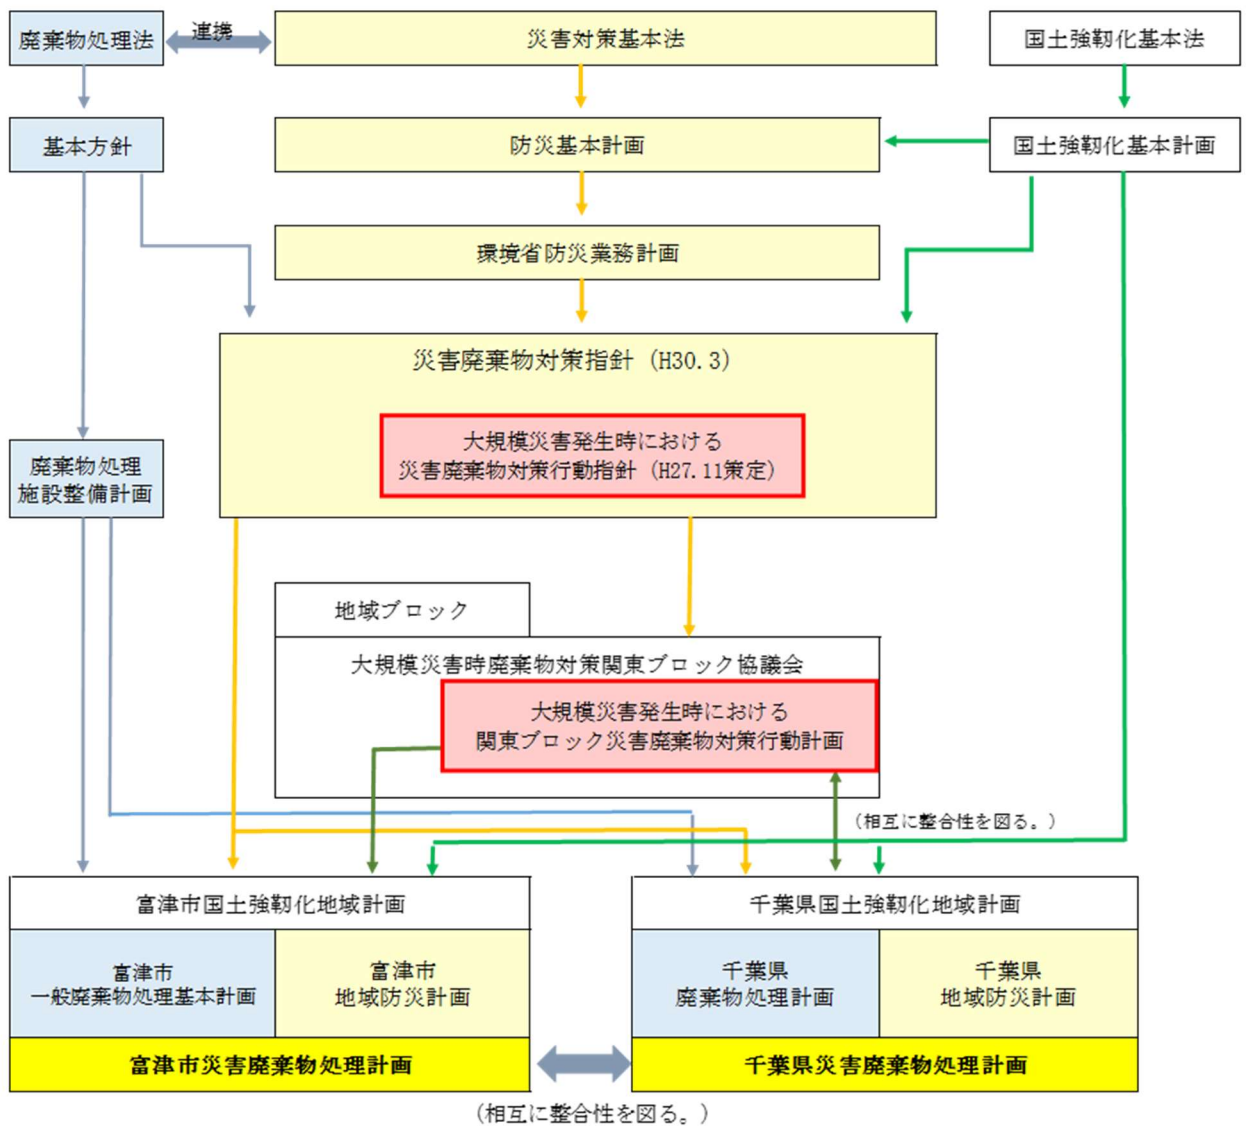 廃棄物処理法
連携
災害対策基本法
国土強靭化基本法
基本方針
防災基本計画
国土強靭化基本計画
環境省防災業務計画
災害廃棄物対策指針（H30.3）
大規模災害発生時における
災害廃棄物対策行動指針（H27.11策定）
廃棄物処理
施設整備計画
地域ブロック
大規模災害時廃棄物対策関東ブロック協議会
大規模災害発生時における
関東ブロック災害廃棄物対策行動計画
（相互に整合性を図る。）
富津市国土強靭化地域計画
富津市
一般廃棄物処理基本計画
富津市
地域防災計画
富津市災害廃棄物処理計画
千葉県国土強靭化地域計画
千葉県
廃棄物処理計画
千葉県
地域防災計画
千葉県災害廃棄物処理計画
（相互に整合性を図る。）